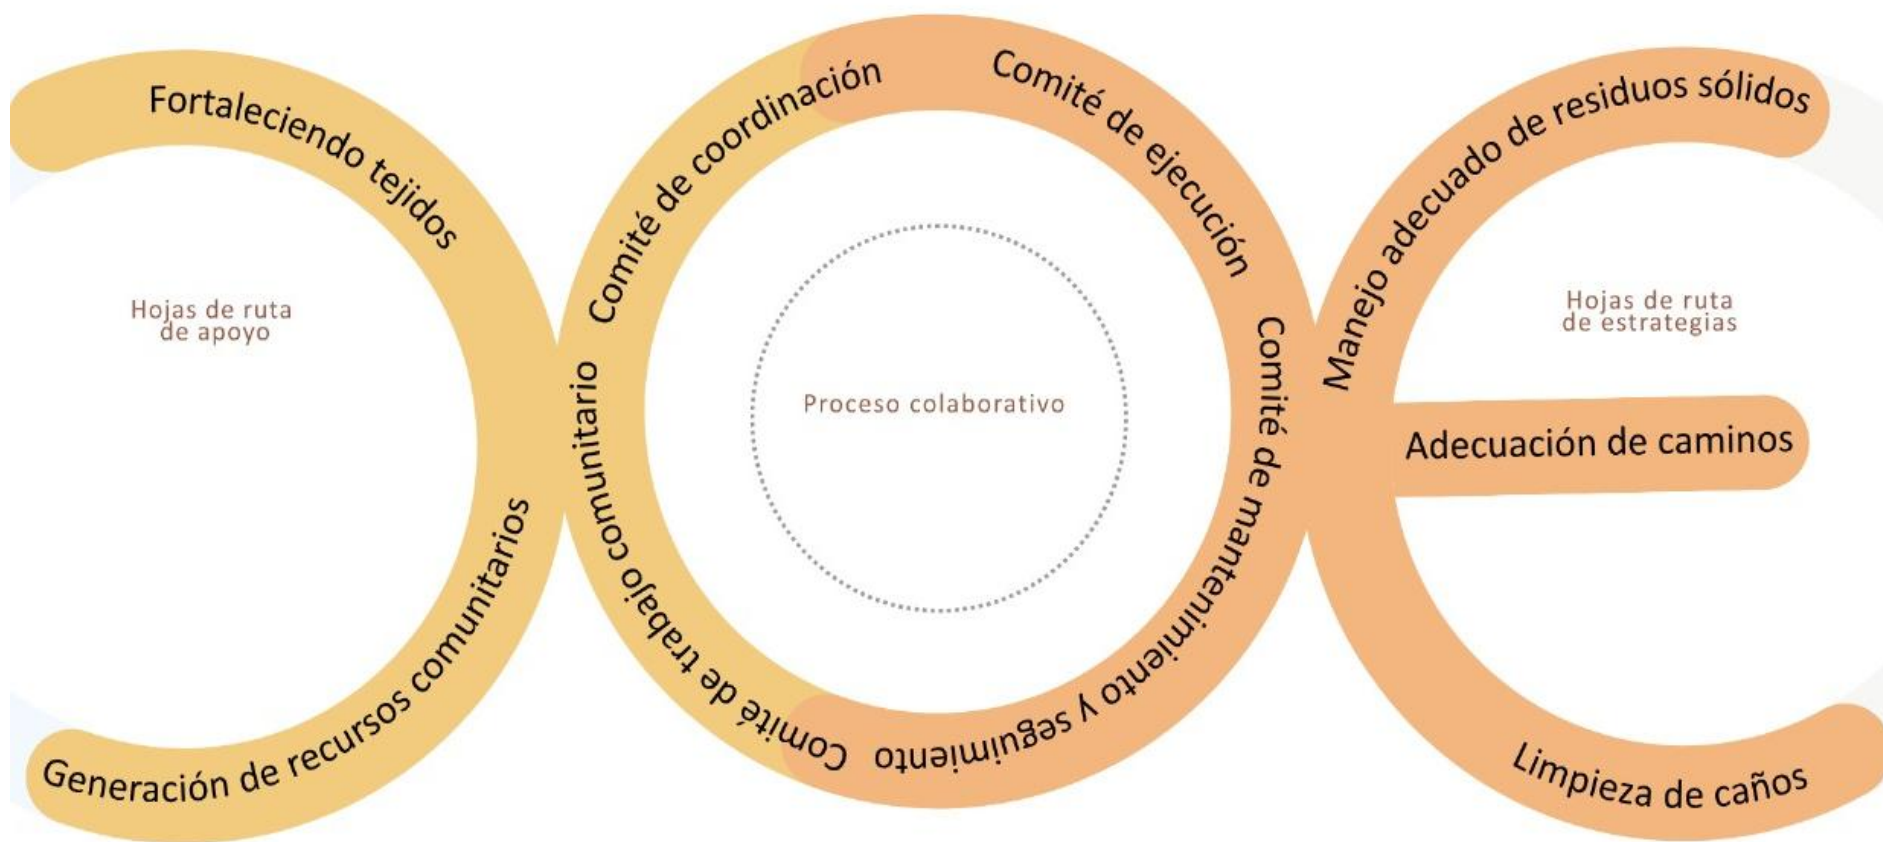 Fortaleciendo tejidos
Hojas de ruta
de apoyo
Generación de recursos comunitarios
Comité de coordinación
Comité de ejecución
Comité de trabajo comunitario
Proceso colaborativo
Comité de mantenimiento y seguimiento
Manejo adecuado de residuos sólidos
Hojas de ruta
de estrategias
Adecuación de caminos
Limpieza de caños